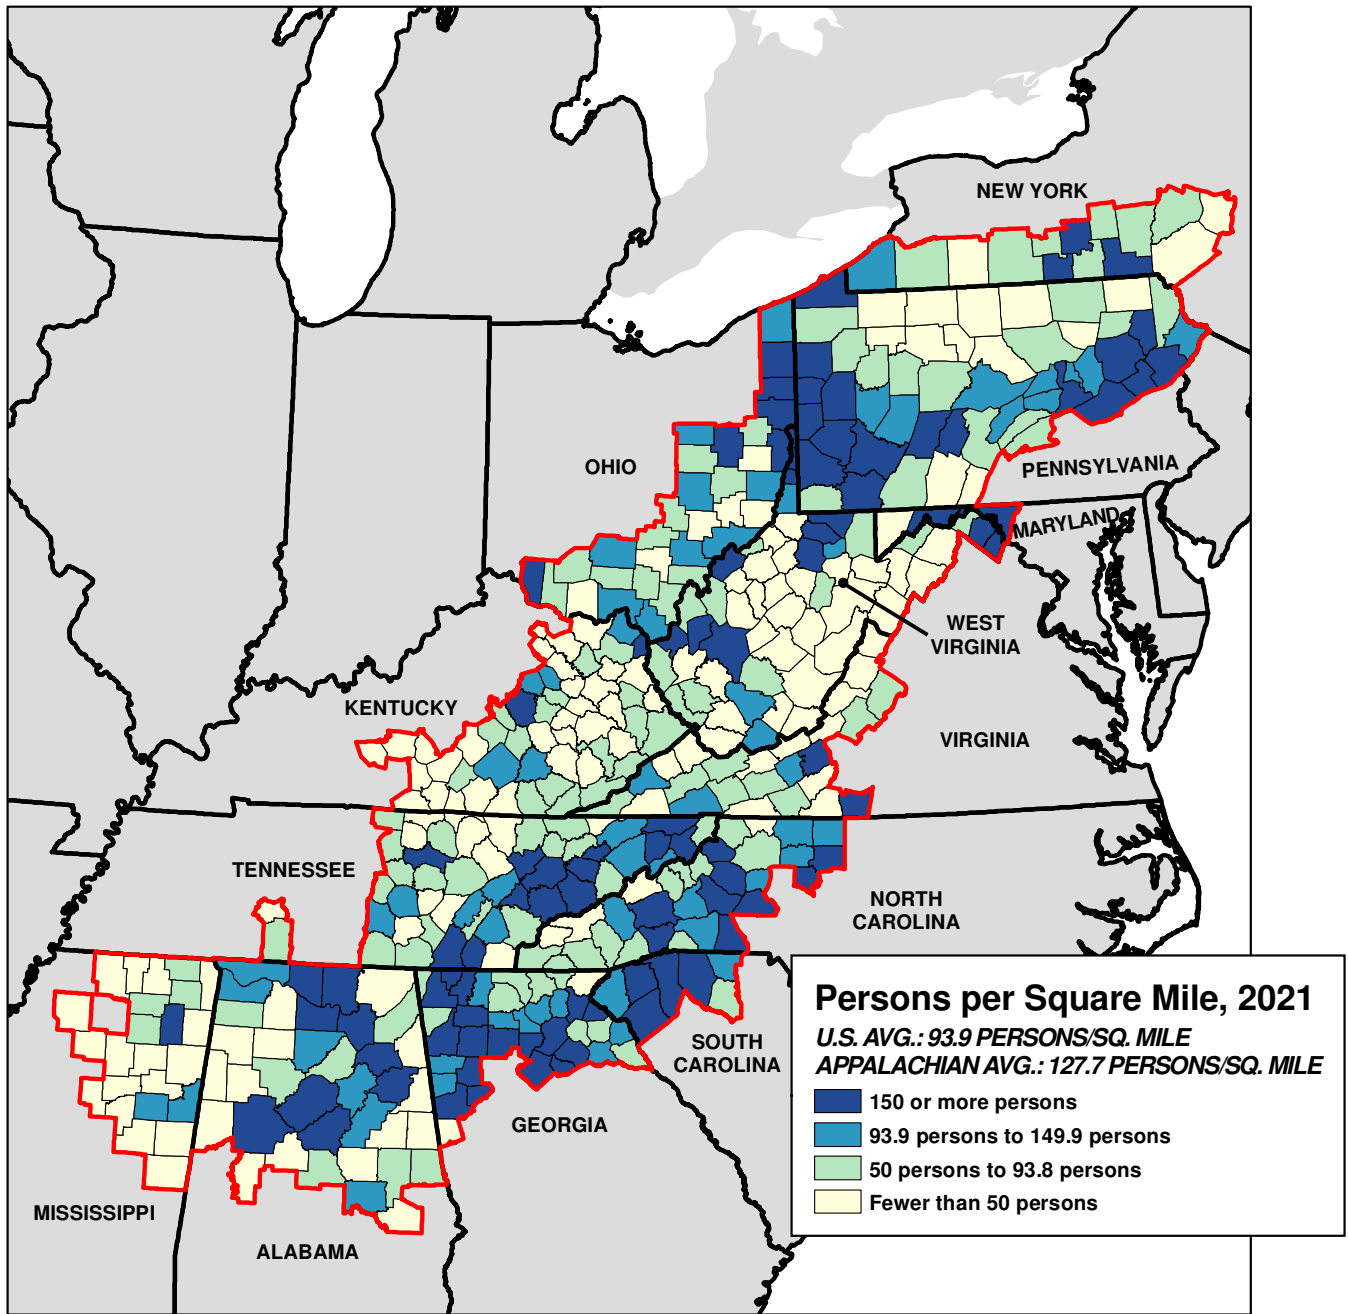 NEW YORK
OHIO
PENNSYLVANIA
MARYLAND
WEST
VIRGINIA
KENTUCKY
VIRGINIA
TENNESSEE
NORTH
CAROLINA
SOUTH
CAROLINA
GEORGIA
MISSISSIPPI
ALABAMA
Persons per Square Mile, 2021
U.S. AVG.: 93.9 PERSONS/SQ. MILE
APPALACHIAN AVG.: 127.7 PERSONS/SQ. MILE
150 or more persons
93.9 persons to 149.9 persons
50 persons to 93.8 persons
Fewer than 50 persons